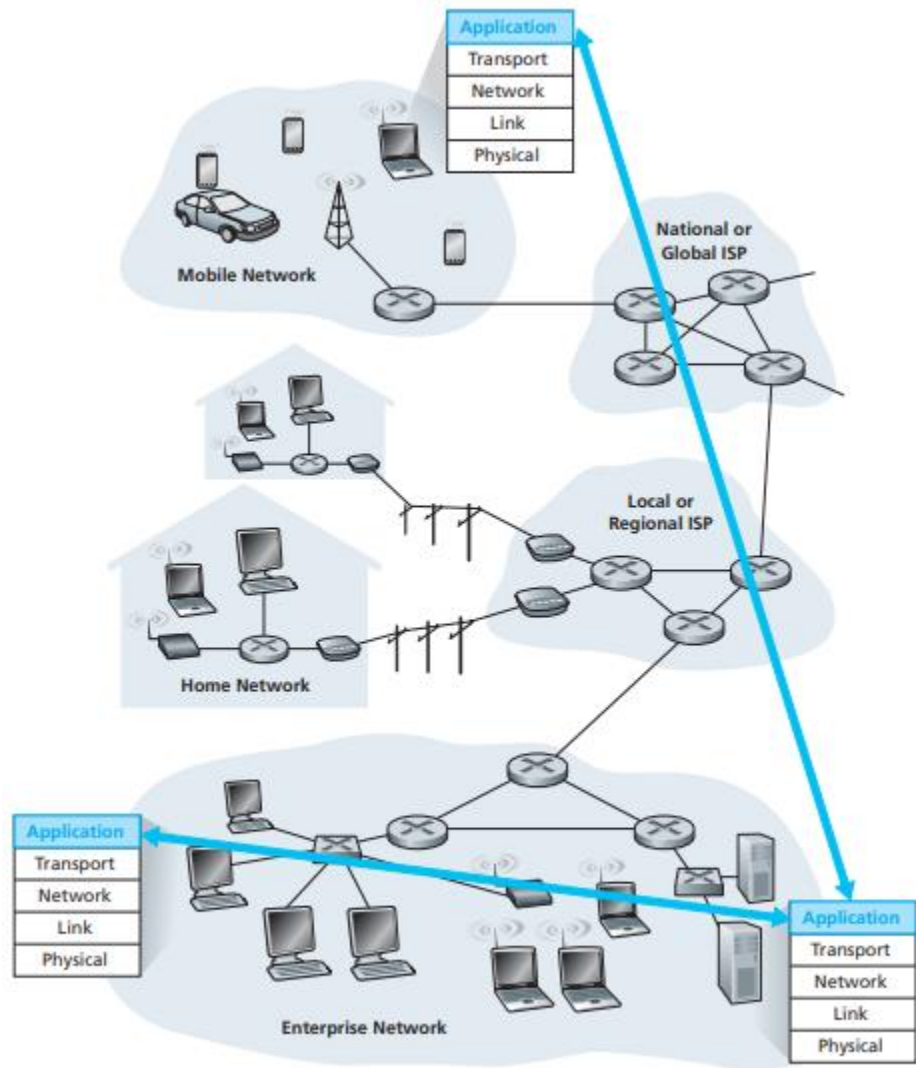 Application
Transport
Network
Link
Physical
National or
Global ISP
Mobile Network
Local or
Regional ISP
Home Network
Application
Transport
Network
Link
Physical
Application
Transport
Network
Link
Physical
Enterprise Network